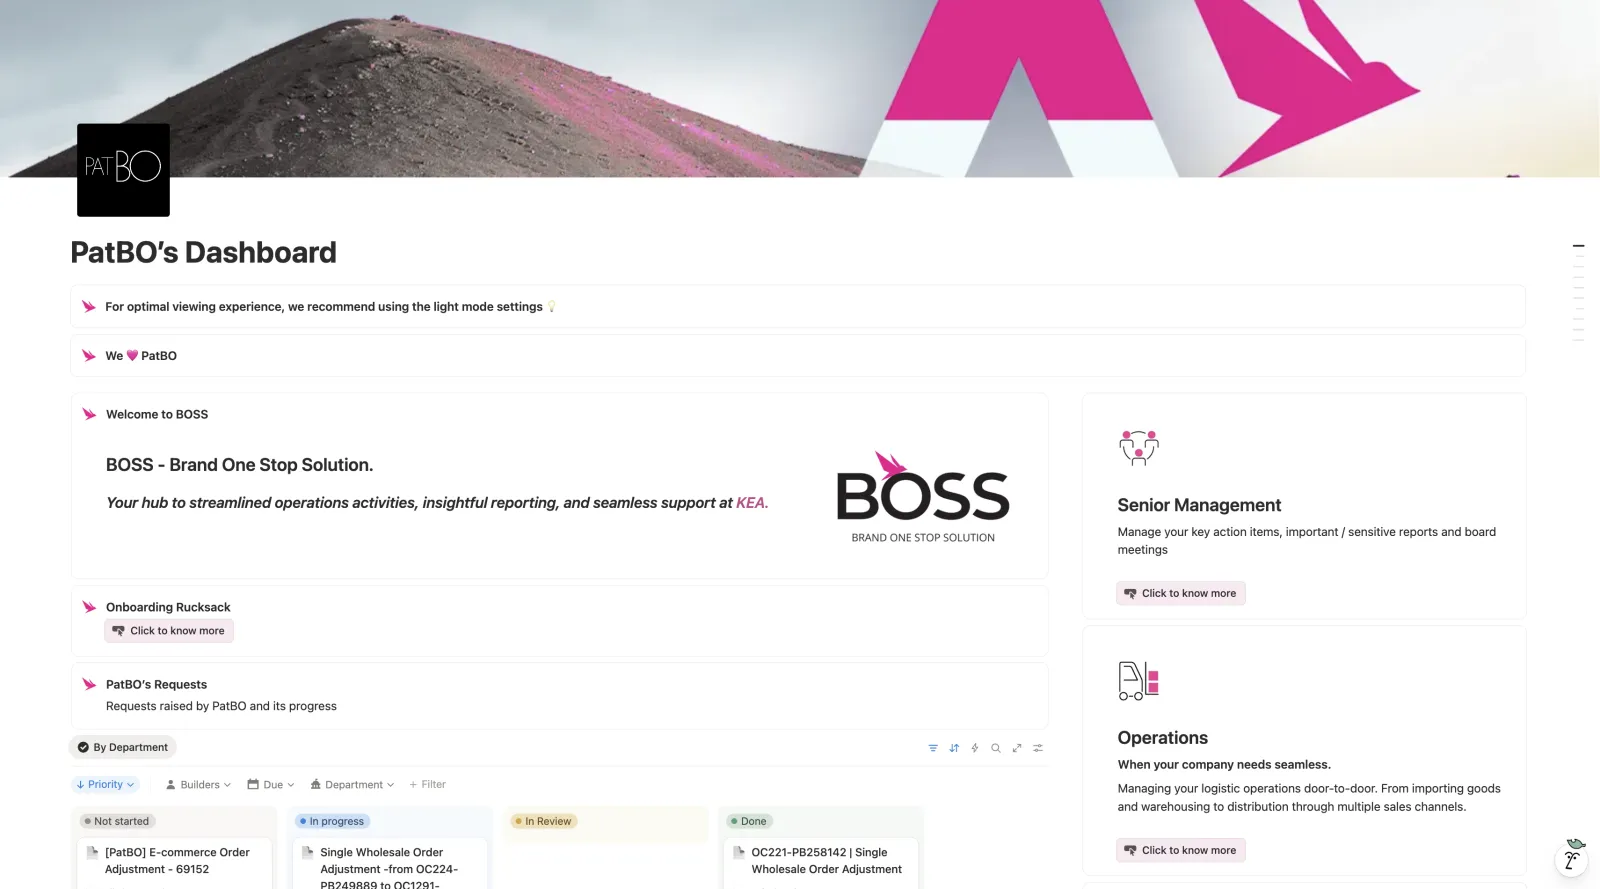 PATBO
PatBO’s Dashboard
For optimal viewing experience, we recommend using the light mode settings
We 💗 PatBO
Welcome to BOSS
BOSS - Brand One Stop Solution.
Your hub to streamlined operations activities, insightful reporting, and seamless support at KEA.
BOSS
BRAND ONE STOP SOLUTION
Onboarding Rucksack
Click to know more
PatBO’s Requests
Requests raised by PatBO and its progress
By Department
Priority
Builders
Due
Department
+ Filter
Not started
[PatBO] E-commerce Order
Adjustment - 69152
In progress
Single Wholesale Order
Adjustment -from OC224-
PB249889 to OC1291-
In Review
Done
OC221-PB258142 | Single
Wholesale Order Adjustment
Senior Management
Manage your key action items, important / sensitive reports and board
meetings
Click to know more
Operations
When your company needs seamless.
Managing your logistic operations door-to-door. From importing goods
and warehousing to distribution through multiple sales channels.
Click to know more